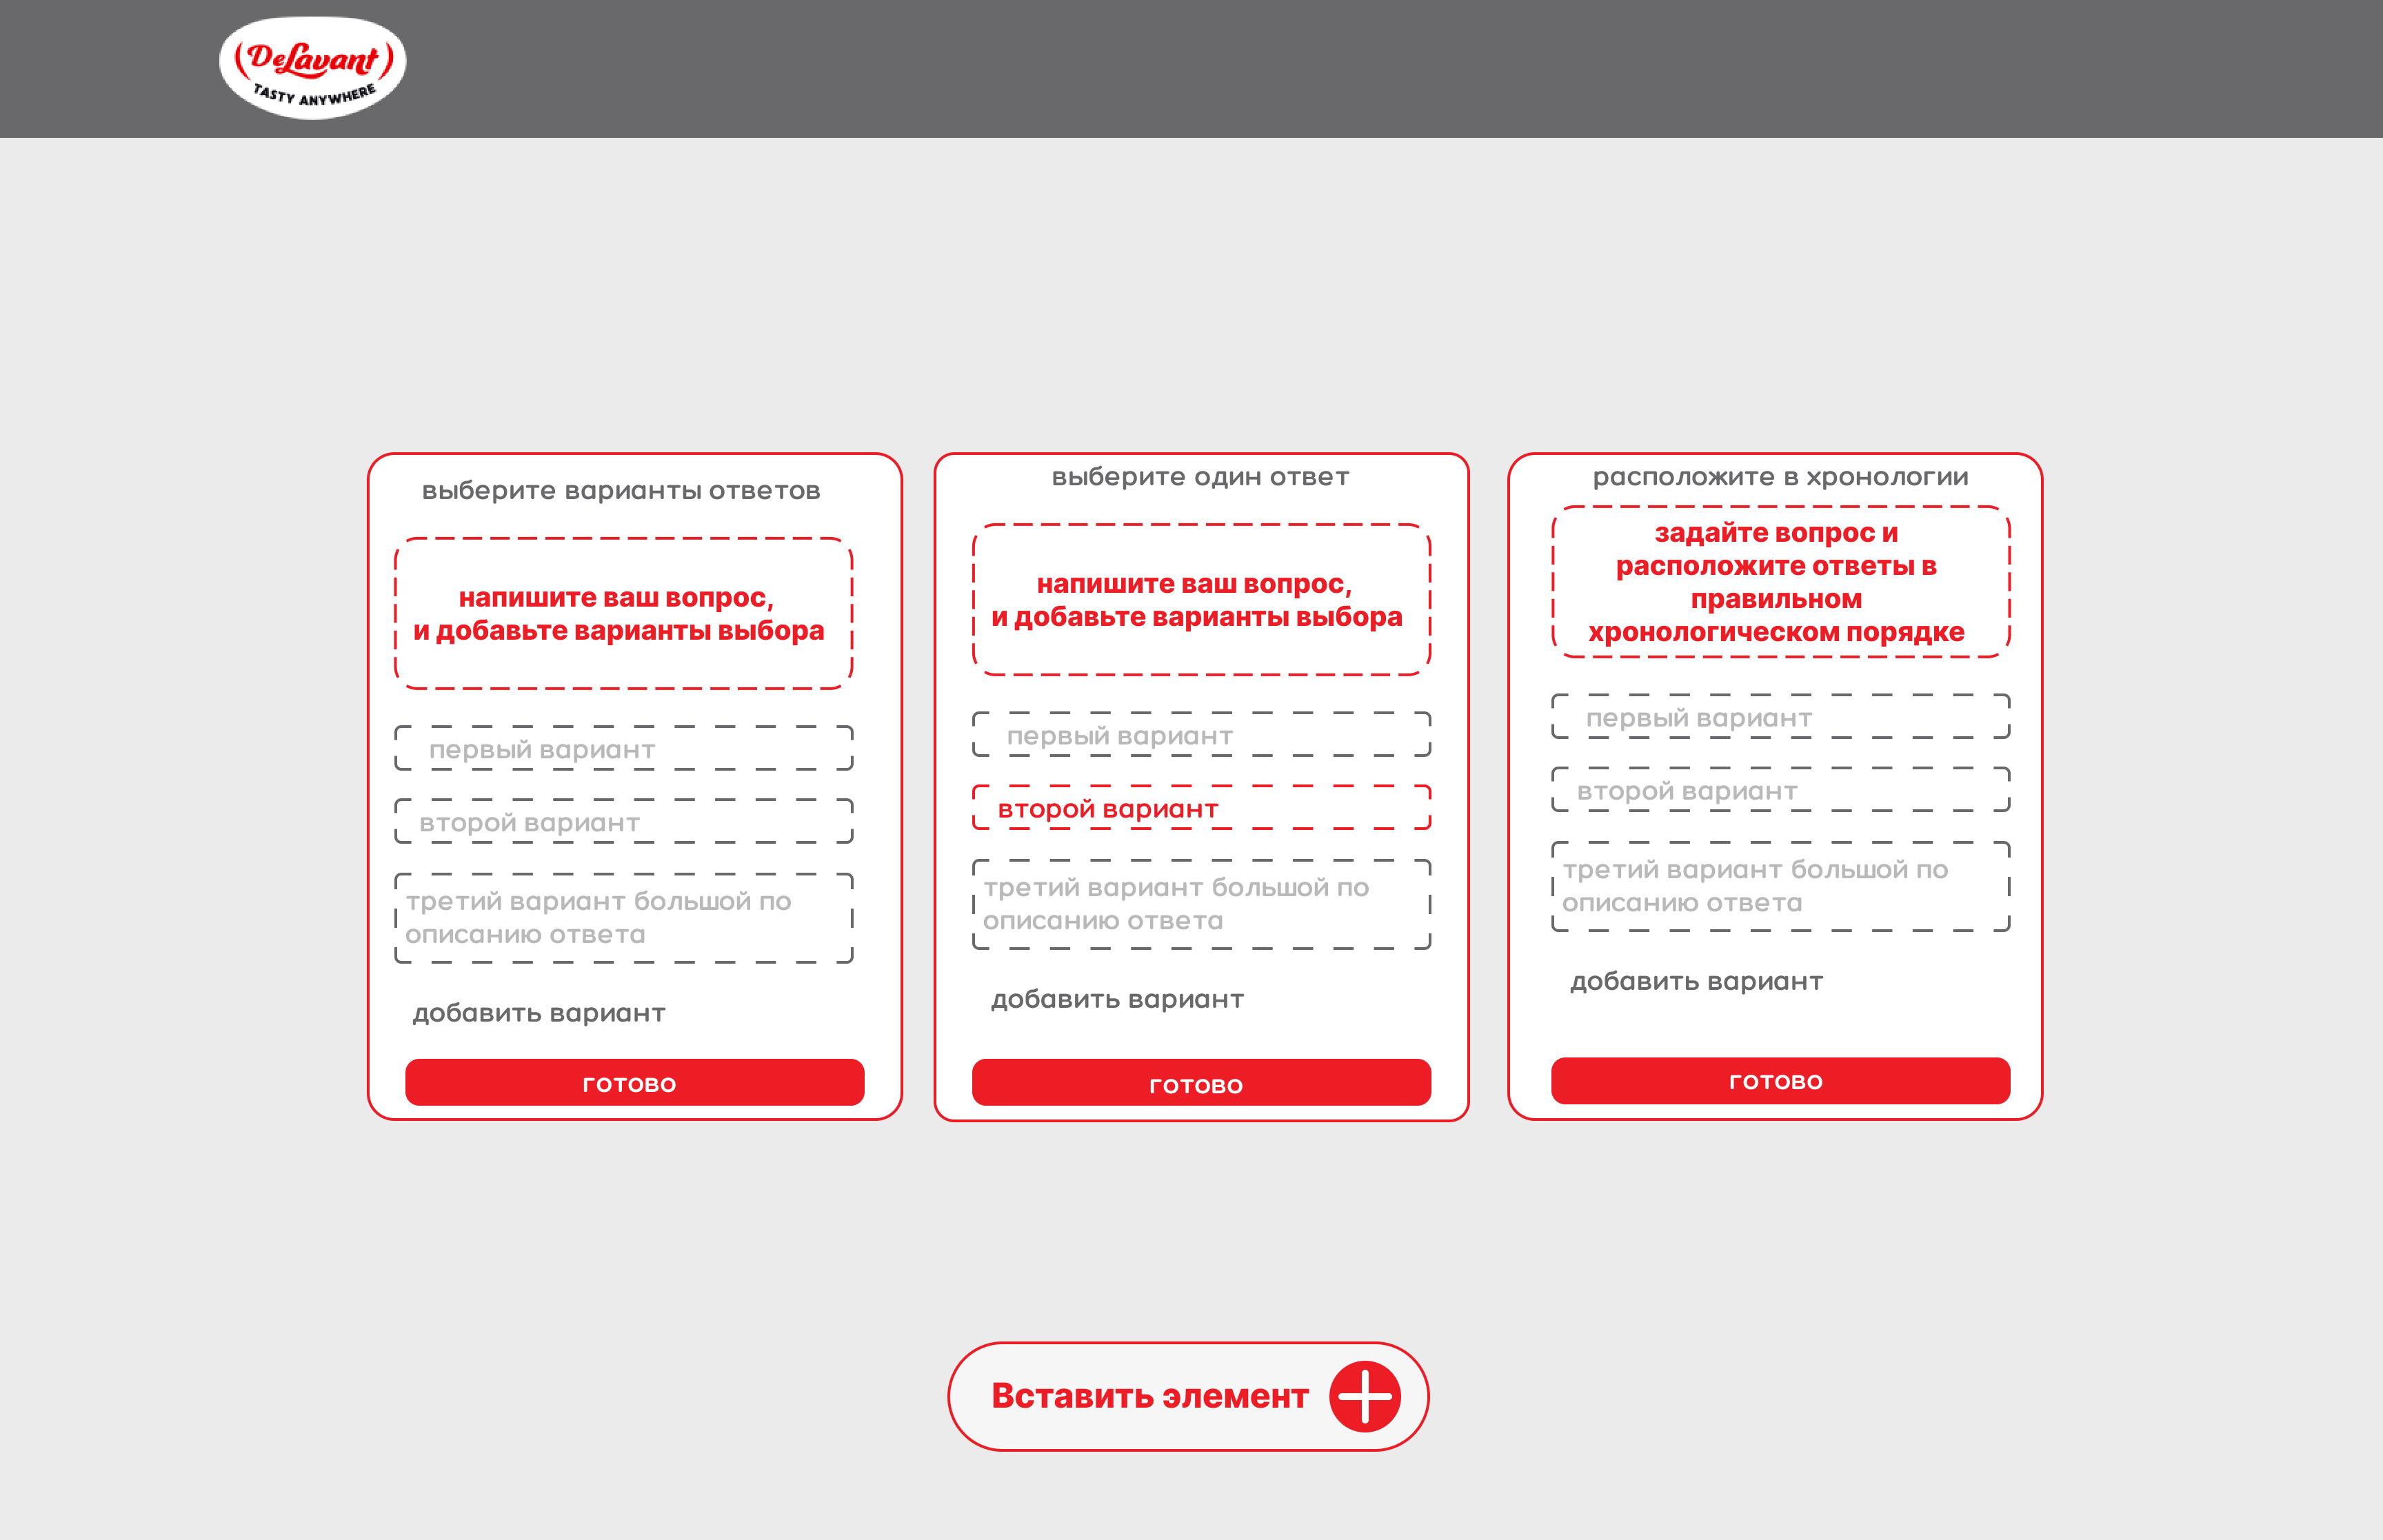 DeLavant
TASTY ANYWHERE
выберите варианты ответов
напишите ваш вопрос,
и добавьте варианты выбора
первый вариант
второй вариант
третий вариант большой по
описанию ответа
добавить вариант
готово
выберите один ответ
напишите ваш вопрос,
и добавьте варианты выбора
первый вариант
второй вариант
третий вариант большой по
описанию ответа
добавить вариант
готово
расположите в хронологии
задайте вопрос и
расположите ответы в
правильном
хронологическом порядке
первый вариант
второй вариант
третий вариант большой по
описанию ответа
добавить вариант
готово
Вставить элемент